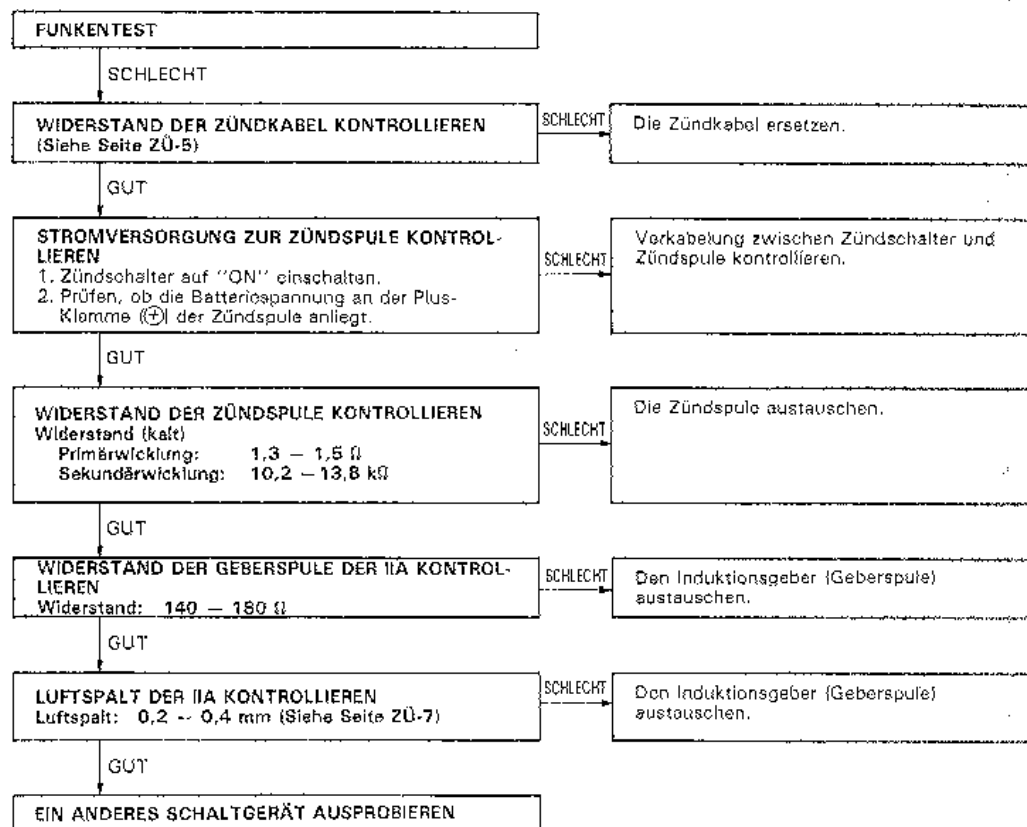 FUNKENTEST
SCHLECHT
WIDERSTAND DER ZÜNDKABEL KONTROLLIEREN
(Siehe Seite ZÜ-5)
SCHLECHT
Die Zündkabel ersetzen.
GUT
STROMVERSORGUNG ZUR ZÜNDSPULE KONTROL-
LIEREN
1. Zündschalter auf "ON" einschalten.
2. Prüfen, ob die Batteriespannung an der Plus-
Klemme (⊕) der Zündspule anliegt.
SCHLECHT
Verkabelung zwischen Zündschalter und
Zündspule kontrollieren.
GUT
WIDERSTAND DER ZÜNDSPULE KONTROLLIEREN
Widerstand (kalt)
Primärwicklung: 1,3 – 1,5 Ω
Sekundärwicklung: 10,2 – 13,8 kΩ
SCHLECHT
Die Zündspule austauschen.
GUT
WIDERSTAND DER GEBERSPULE DER IIA KONTROL-
LIEREN
Widerstand: 140 – 180 Ω
SCHLECHT
Den Induktionsgeber (Geberspule)
austauschen.
GUT
LUFTSPALT DER IIA KONTROLLIEREN
Luftspalt: 0,2 – 0,4 mm (Siehe Seite ZÜ-7)
SCHLECHT
Den Induktionsgeber (Geberspule)
austauschen.
GUT
EIN ANDERES SCHALTGERÄT AUSPROBIEREN